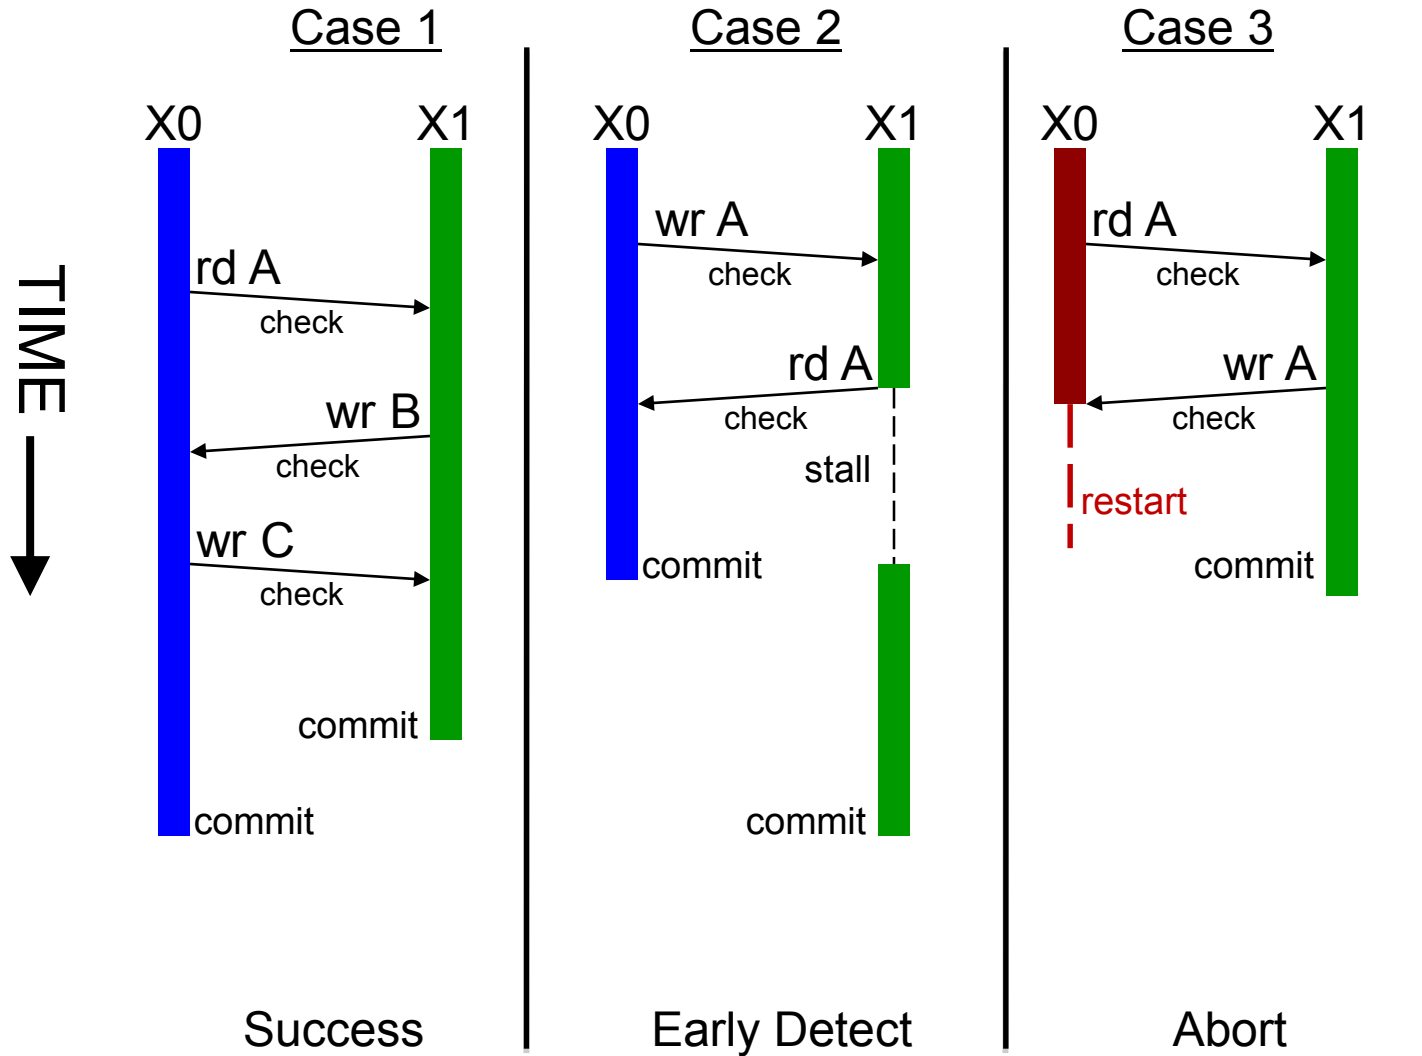 Case 1
Case 2
Case 3
TIME
X0
X1
rd A
check
wr B
check
wr C
check
commit
commit
Success
X0
X1
wr A
check
rd A
check
stall
commit
commit
Early Detect
X0
X1
rd A
check
wr A
check
restart
commit
Abort